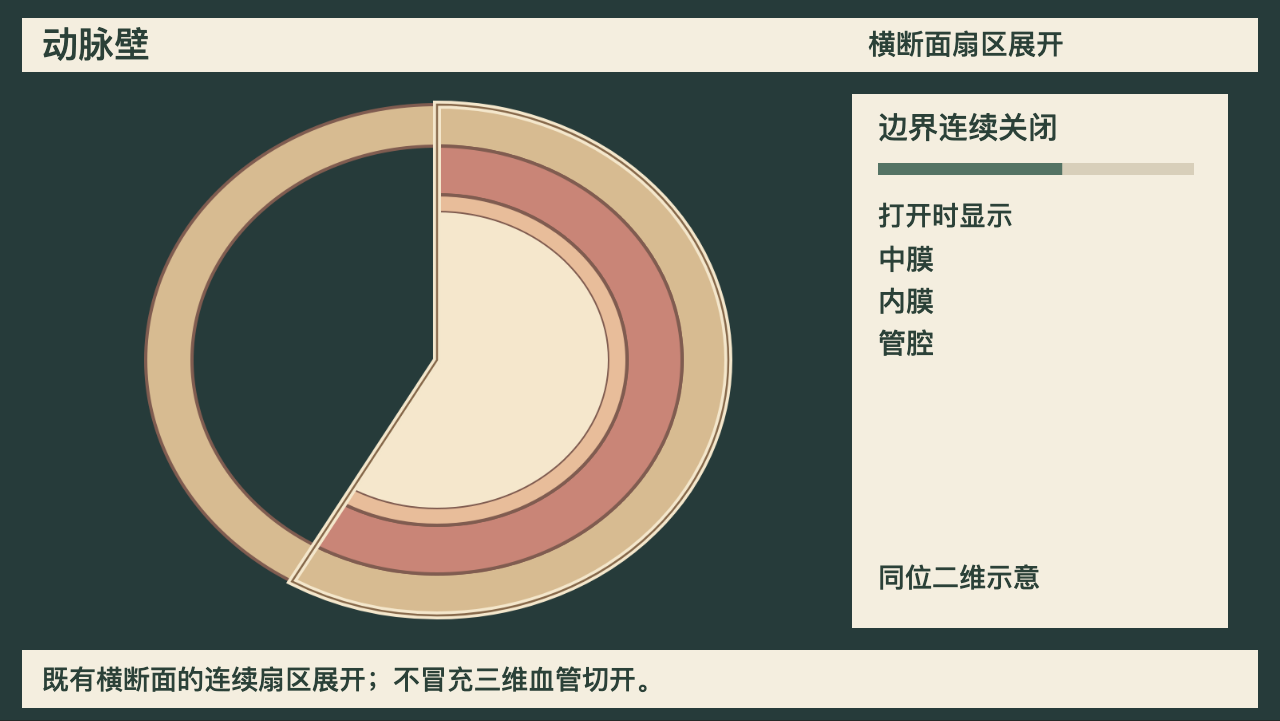 动脉壁
横断面扇区展开
边界连续关闭
打开时显示
中膜
内膜
管腔
同位二维示意
既有横断面的连续扇区展开；不冒充三维血管切开。